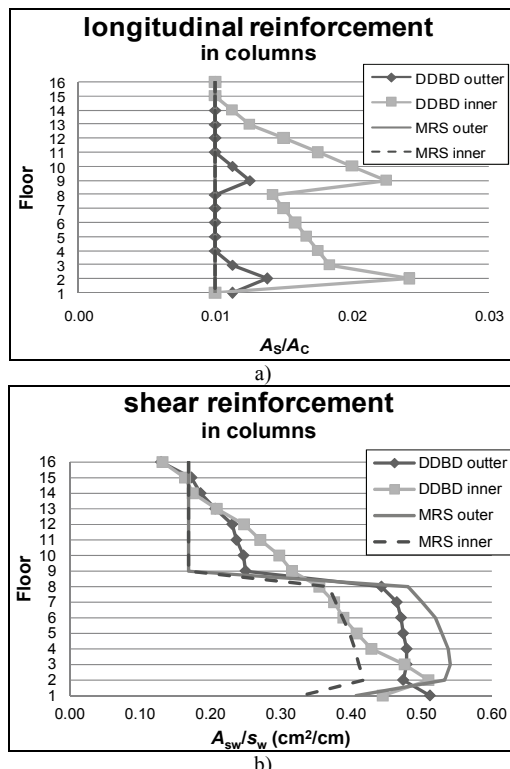 longitudinal reinforcement
in columns
DDBD outter
DDBD inner
MRS outer
MRS inner
Floor
16
15
14
13
12
11
10
9
8
7
6
5
4
3
2
1
0.00 0.01 0.02 0.03
AS/AC
a)
shear reinforcement
in columns
DDBD outter
DDBD inner
MRS outer
MRS inner
Floor
16
15
14
13
12
11
10
9
8
7
6
5
4
3
2
1
0.00 0.10 0.20 0.30 0.40 0.50 0.60
Asw/sw (cm²/cm)
b)